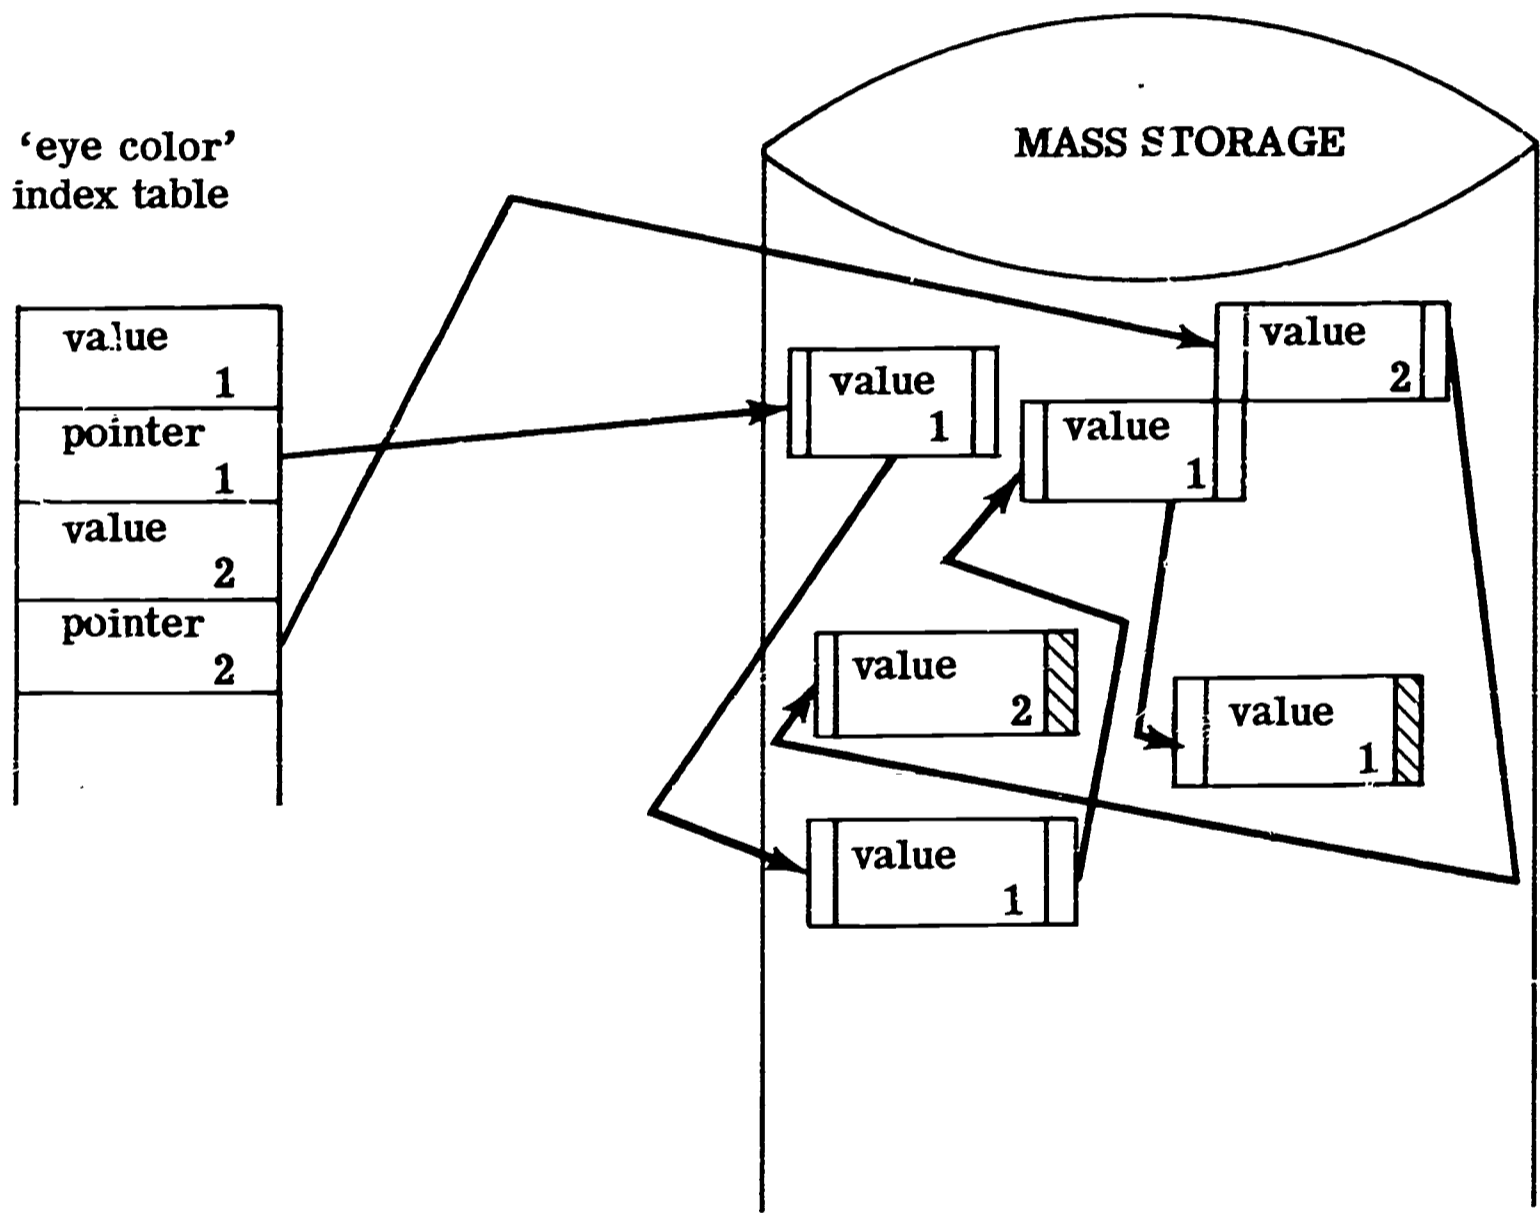 ‘eye color’
index table
MASS STORAGE
value
1
pointer
1
value
2
pointer
2
value
2
value
1
value
1
value
2
value
1
value
1